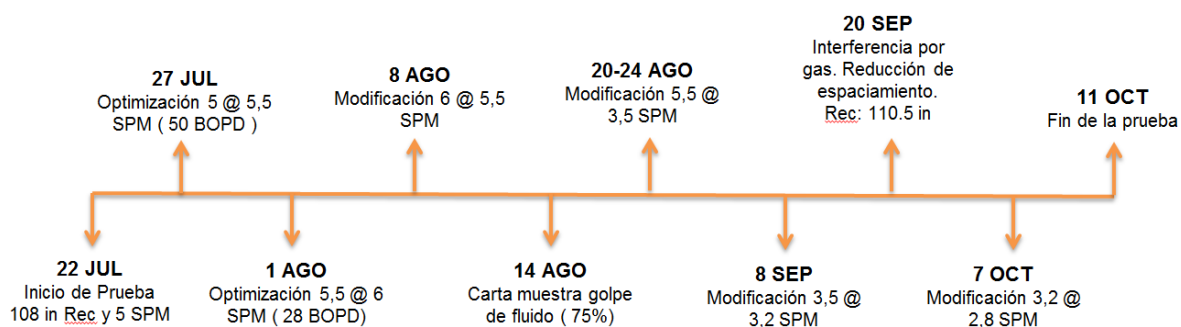 27 JUL
Optimización 5 @ 5,5
SPM ( 50 BOPD )
8 AGO
Modificación 6 @ 5,5
SPM
20-24 AGO
Modificación 5,5 @
3,5 SPM
20 SEP
Interferencia por
gas. Reducción de
espaciamiento.
Rec: 110.5 in
11 OCT
Fin de la prueba
22 JUL
Inicio de Prueba
108 in Rec y 5 SPM
1 AGO
Optimización 5,5 @ 6
SPM ( 28 BOPD)
14 AGO
Carta muestra golpe
de fluido ( 75%)
8 SEP
Modificación 3,5 @
3,2 SPM
7 OCT
Modificación 3,2 @
2,8 SPM